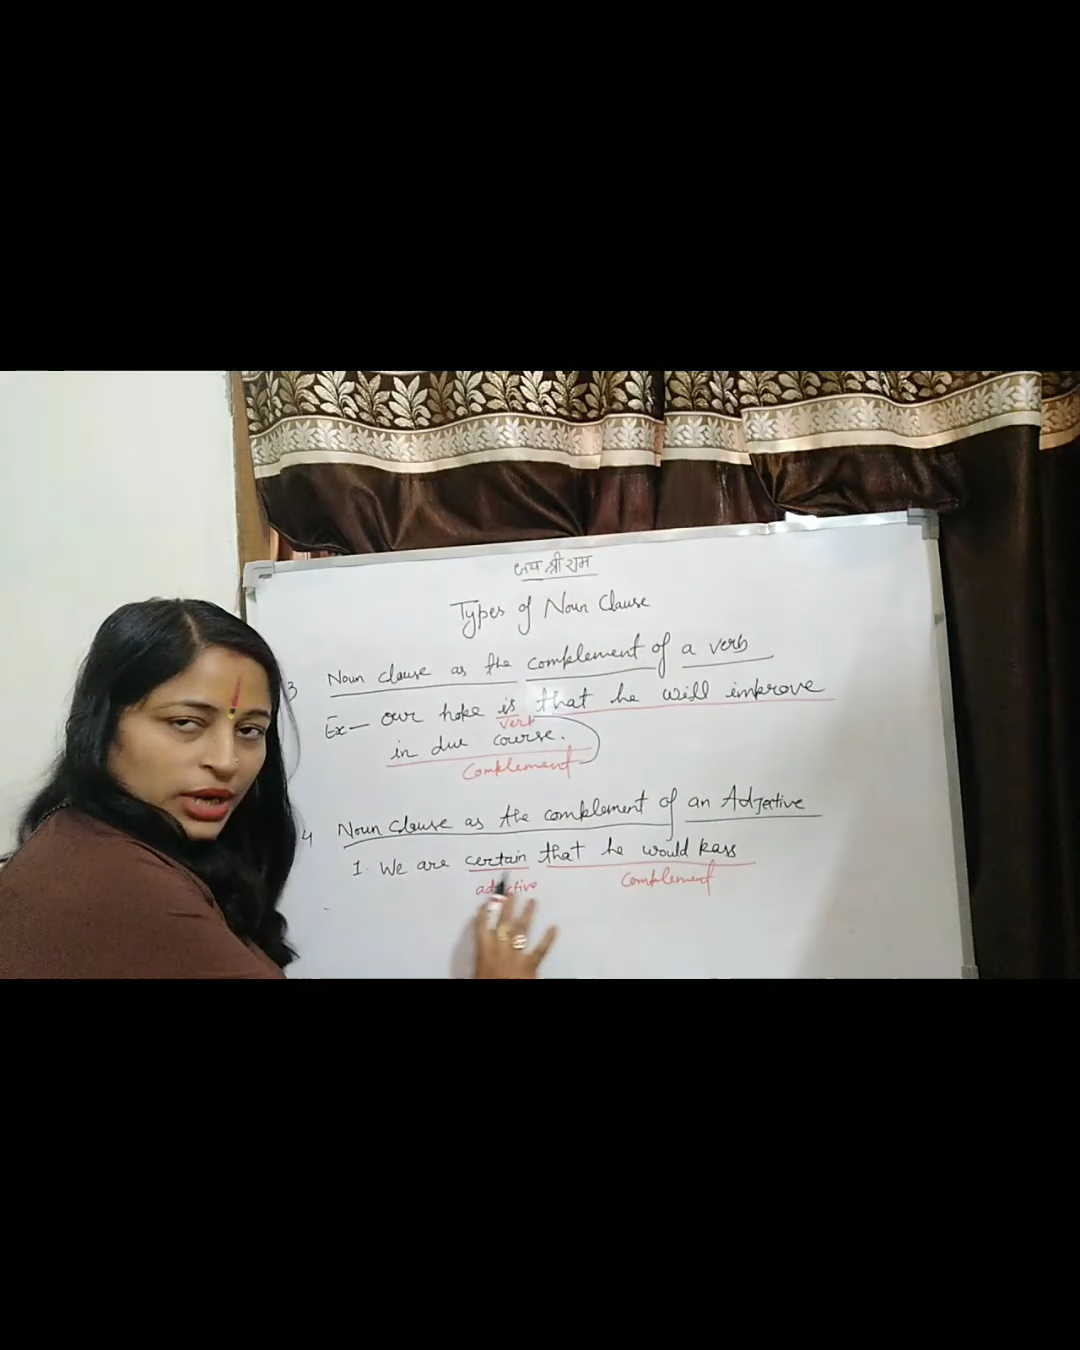 जय श्री राम
Types of Noun Clause
3 Noun clause as the complement of a verb
Ex— our hope is that he will improve
verb
in due course.
Complement
4 Noun Clause as the complement of an Adjective
1. We are certain that he would pass
adjective Complement